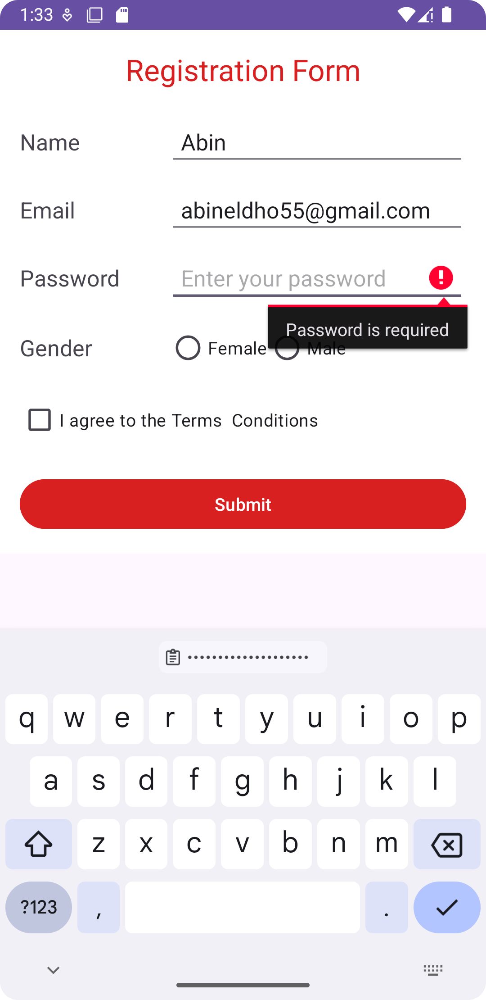 1:33
Registration Form
Name Abin
Email abineldho55@gmail.com
Password Enter your password
Password is required
Gender Female Male
I agree to the Terms  Conditions
Submit
q w e r t y u i o p
a s d f g h j k l
z x c v b n m
?123 , .